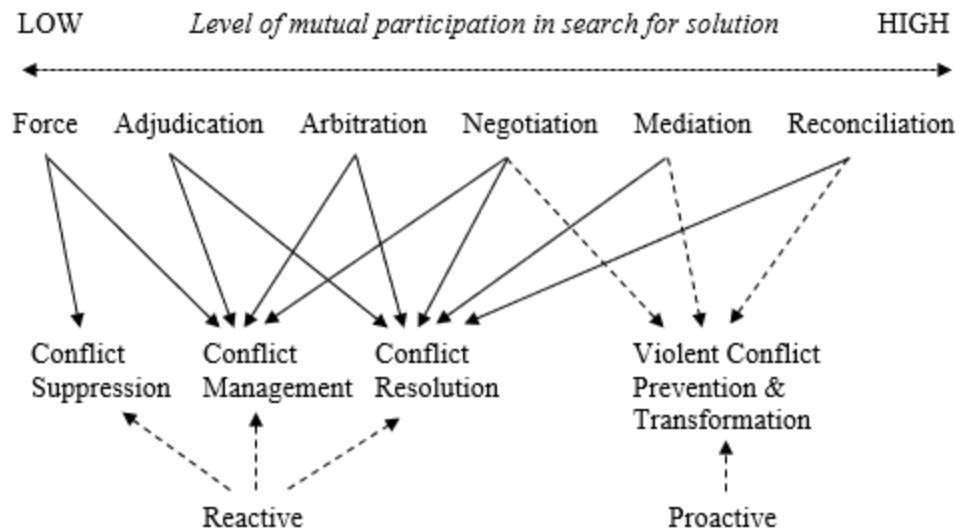 LOW Level of mutual participation in search for solution HIGH
Force Adjudication Arbitration Negotiation Mediation Reconciliation
Conflict Suppression
Conflict Management
Conflict Resolution
Violent Conflict Prevention & Transformation
Reactive Proactive